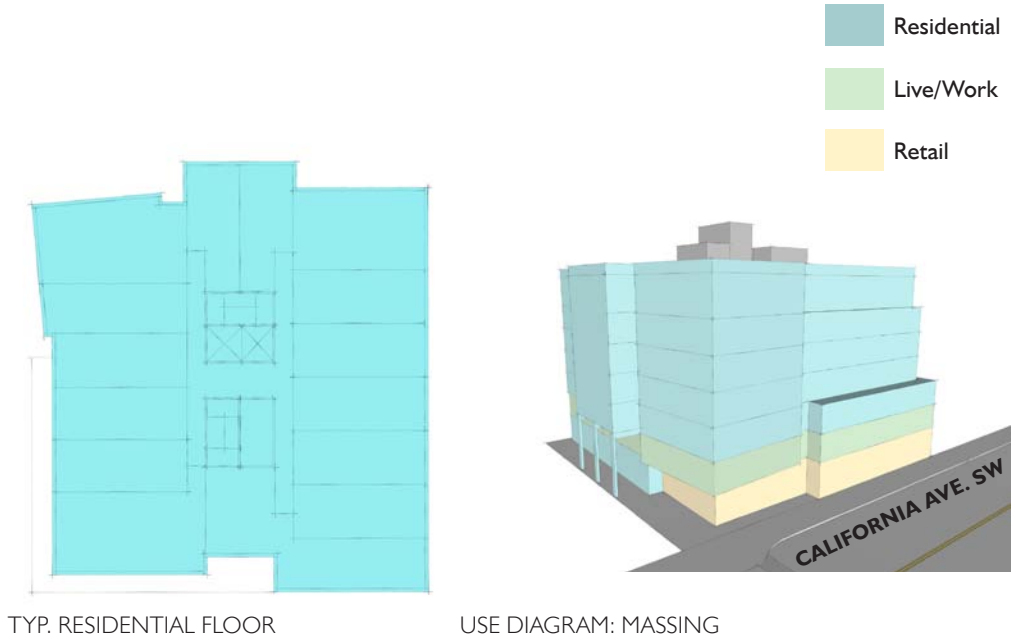 Residential
Live/Work
Retail
CALIFORNIA AVE. SW
TYP. RESIDENTIAL FLOOR
USE DIAGRAM: MASSING